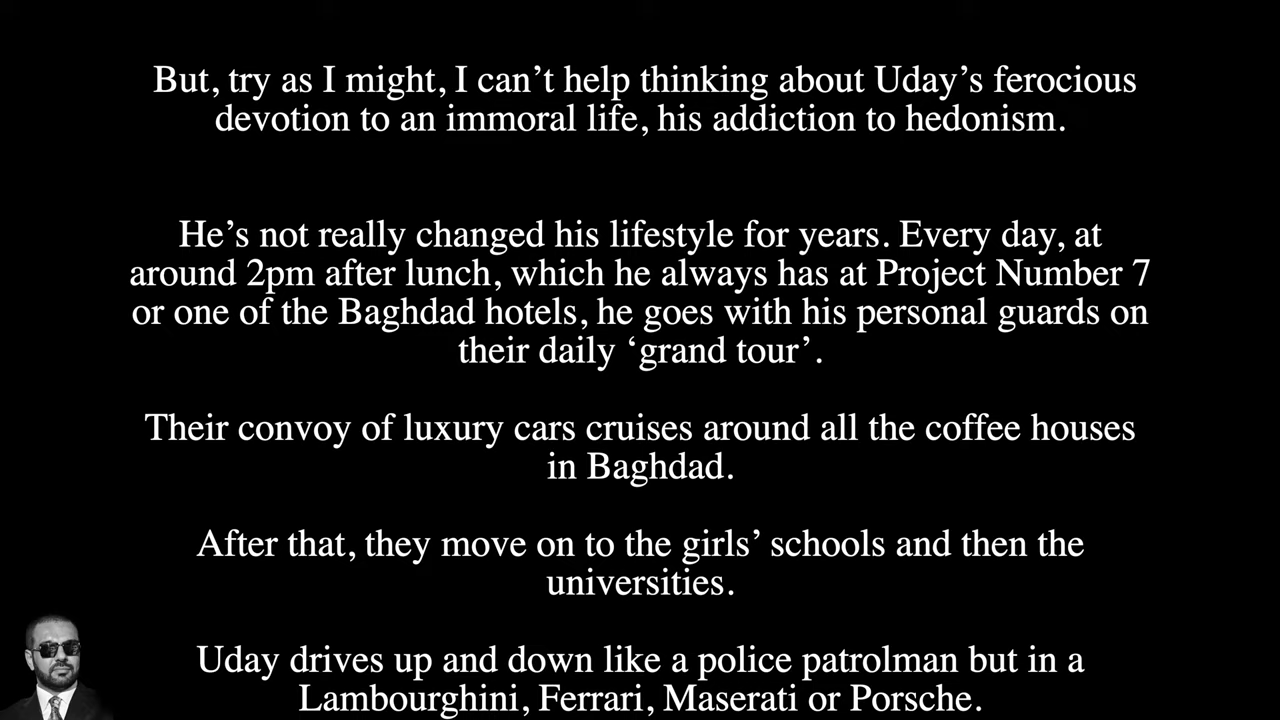 But, try as I might, I can’t help thinking about Uday’s ferocious
devotion to an immoral life, his addiction to hedonism.
He’s not really changed his lifestyle for years. Every day, at
around 2pm after lunch, which he always has at Project Number 7
or one of the Baghdad hotels, he goes with his personal guards on
their daily ‘grand tour’.
Their convoy of luxury cars cruises around all the coffee houses
in Baghdad.
After that, they move on to the girls’ schools and then the
universities.
Uday drives up and down like a police patrolman but in a
Lambourghini, Ferrari, Maserati or Porsche.